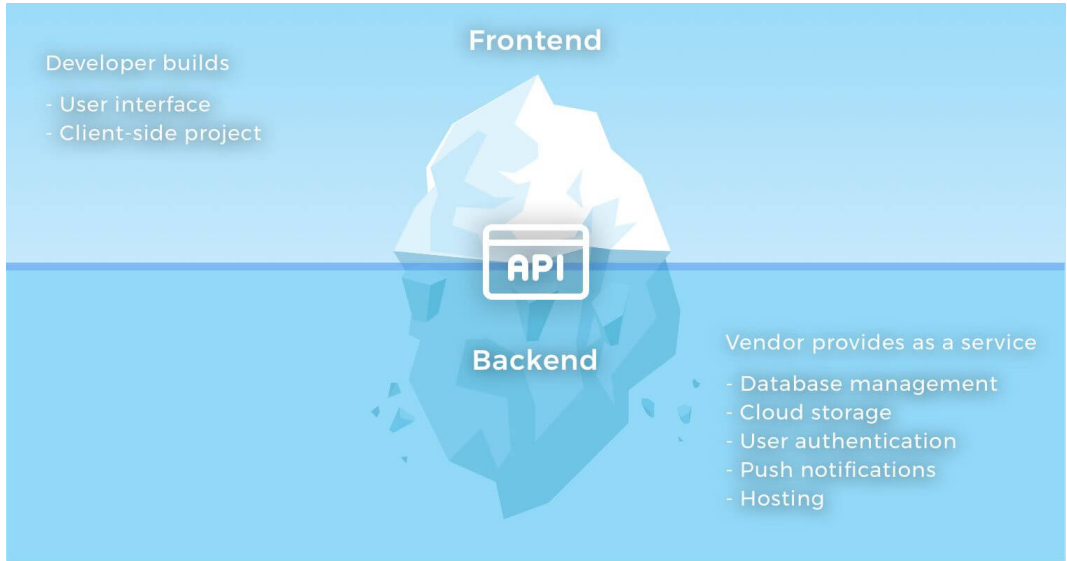 Frontend
Developer builds
- User interface
- Client-side project
API
Backend
Vendor provides as a service
- Database management
- Cloud storage
- User authentication
- Push notifications
- Hosting